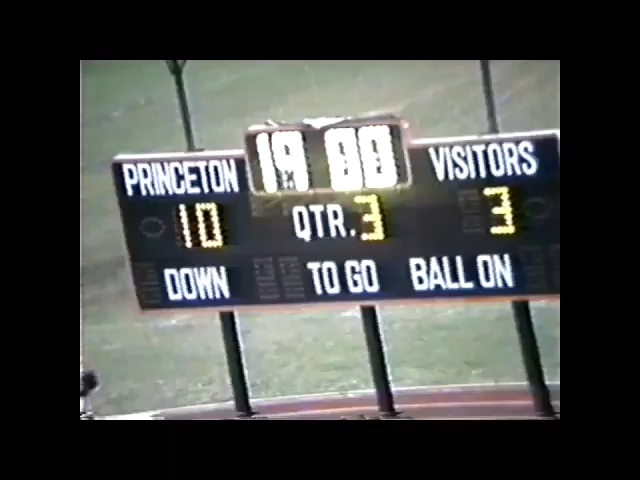 19 00
PRINCETON VISITORS
10 QTR. 3 3
DOWN TO GO BALL ON